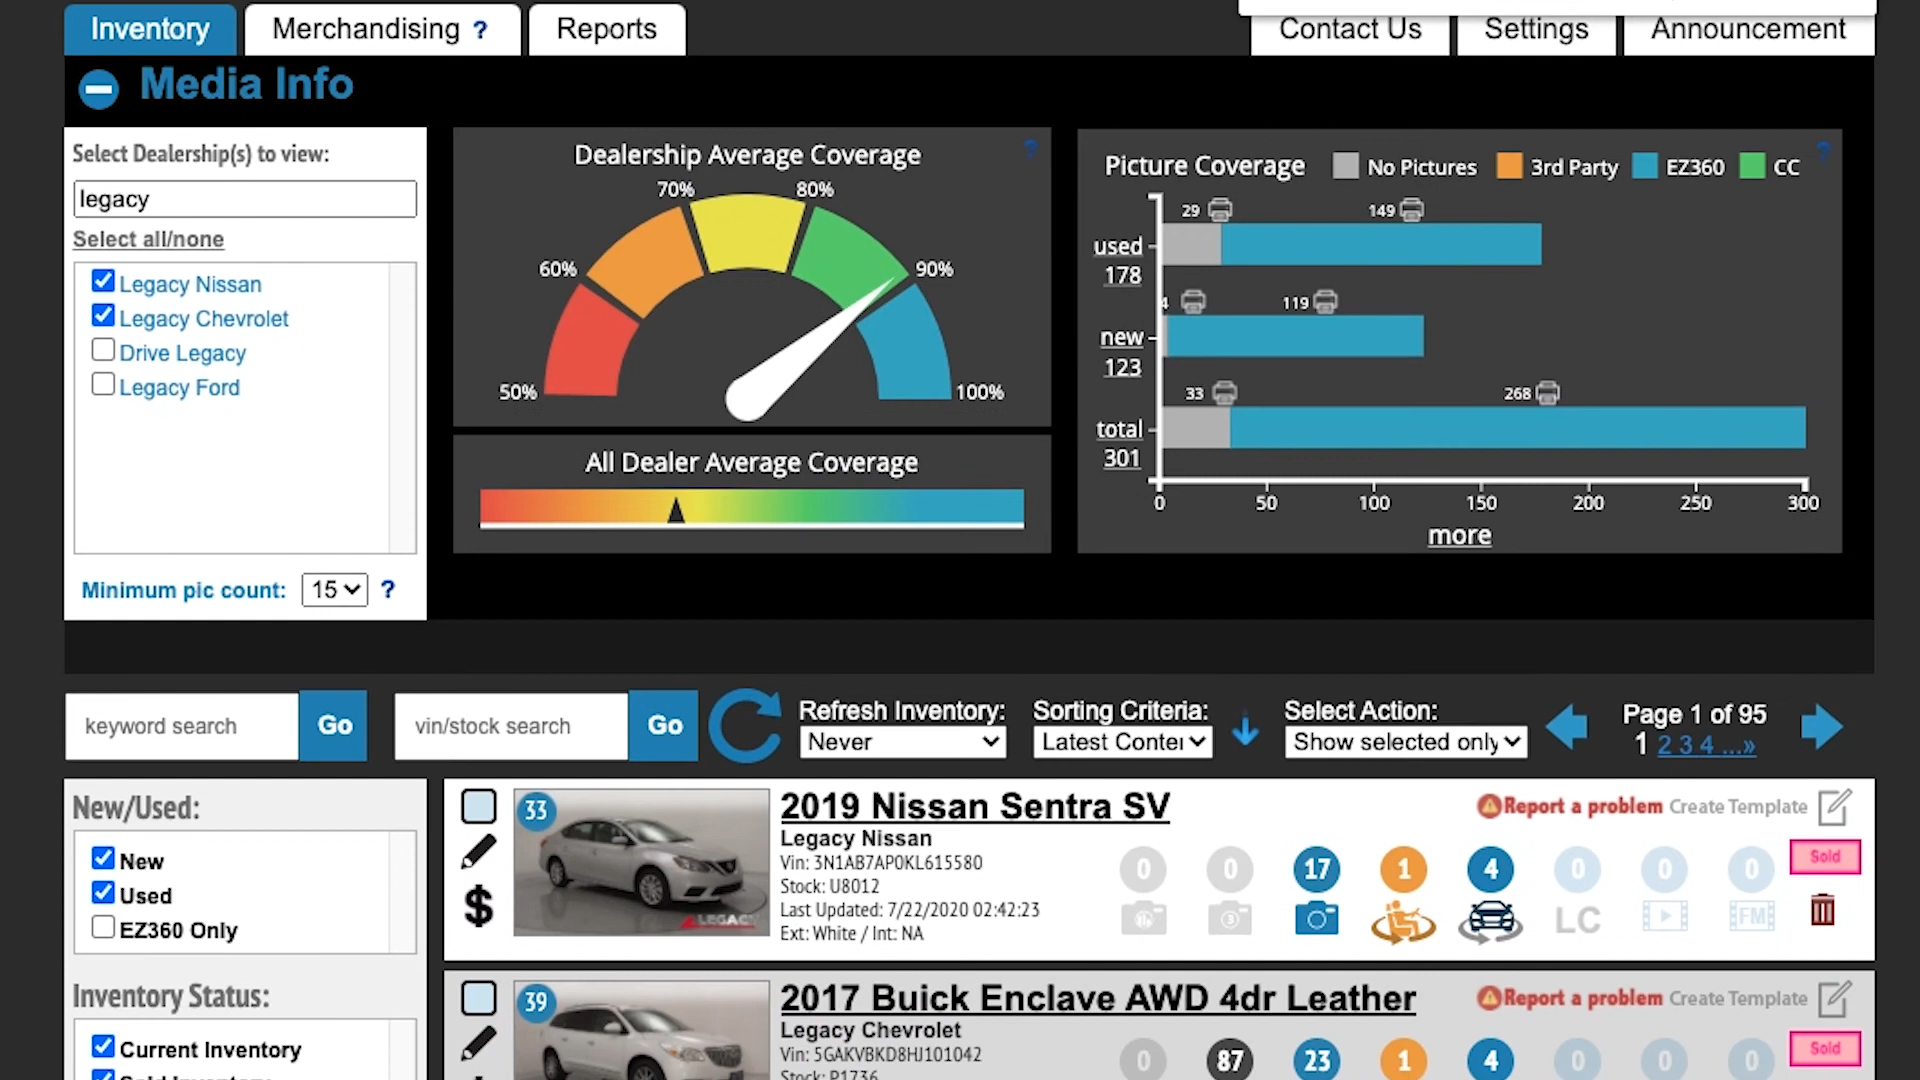 Inventory
Merchandising ?
Reports
Contact Us
Settings
Announcement
Media Info
Select Dealership(s) to view:
legacy
Select all/none
Legacy Nissan
Legacy Chevrolet
Drive Legacy
Legacy Ford
Minimum pic count: 15 ?
Dealership Average Coverage ?
50%
60%
70%
80%
90%
100%
All Dealer Average Coverage
Picture Coverage No Pictures 3rd Party EZ360 CC ?
29 149
used
178
4 119
new
123
33 268
total
301
0 50 100 150 200 250 300
more
keyword search Go
vin/stock search Go
Refresh Inventory:
Never
Sorting Criteria:
Latest Conter
Select Action:
Show selected only
Page 1 of 95
1 2 3 4 ...»
New/Used:
New
Used
EZ360 Only
Inventory Status:
Current Inventory
33
LEGACY
2019 Nissan Sentra SV
Legacy Nissan
Vin: 3N1AB7AP0KL615580
Stock: U8012
Last Updated: 7/22/2020 02:42:23
Ext: White / Int: NA
Report a problem Create Template
0 0 17 1 4 0 0 0
3 LC FM
Sold
$
39
2017 Buick Enclave AWD 4dr Leather
Legacy Chevrolet
Vin: 5GAKVBKD8HJ101042
Stock: P1736
Report a problem Create Template
0 87 23 1 4 0 0 0
Sold